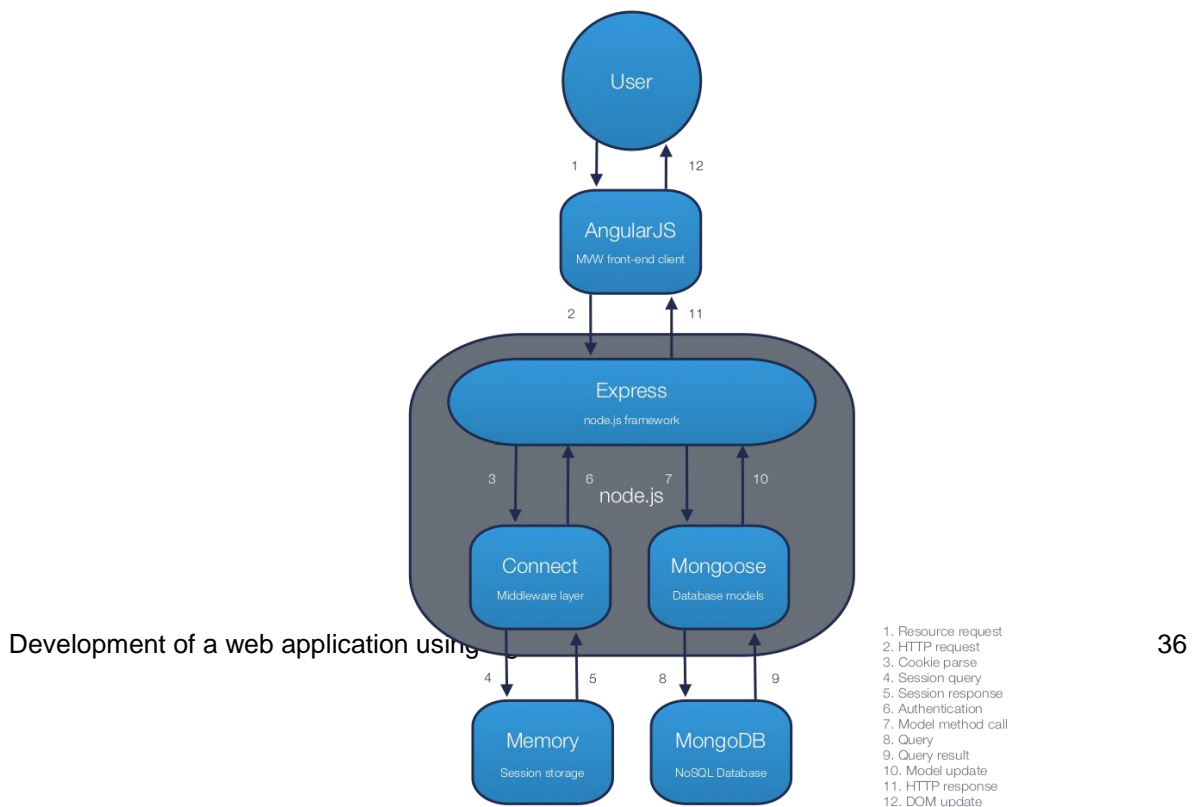 User
1
12
AngularJS
MVW front-end client
2
11
Express
node.js framework
3
6
7
10
node.js
Connect
Middleware layer
Mongoose
Database models
Development of a web application using
36
4
5
8
9
Memory
Session storage
MongoDB
NoSQL Database
1. Resource request
2. HTTP request
3. Cookie parse
4. Session query
5. Session response
6. Authentication
7. Model method call
8. Query
9. Query result
10. Model update
11. HTTP response
12. DOM update